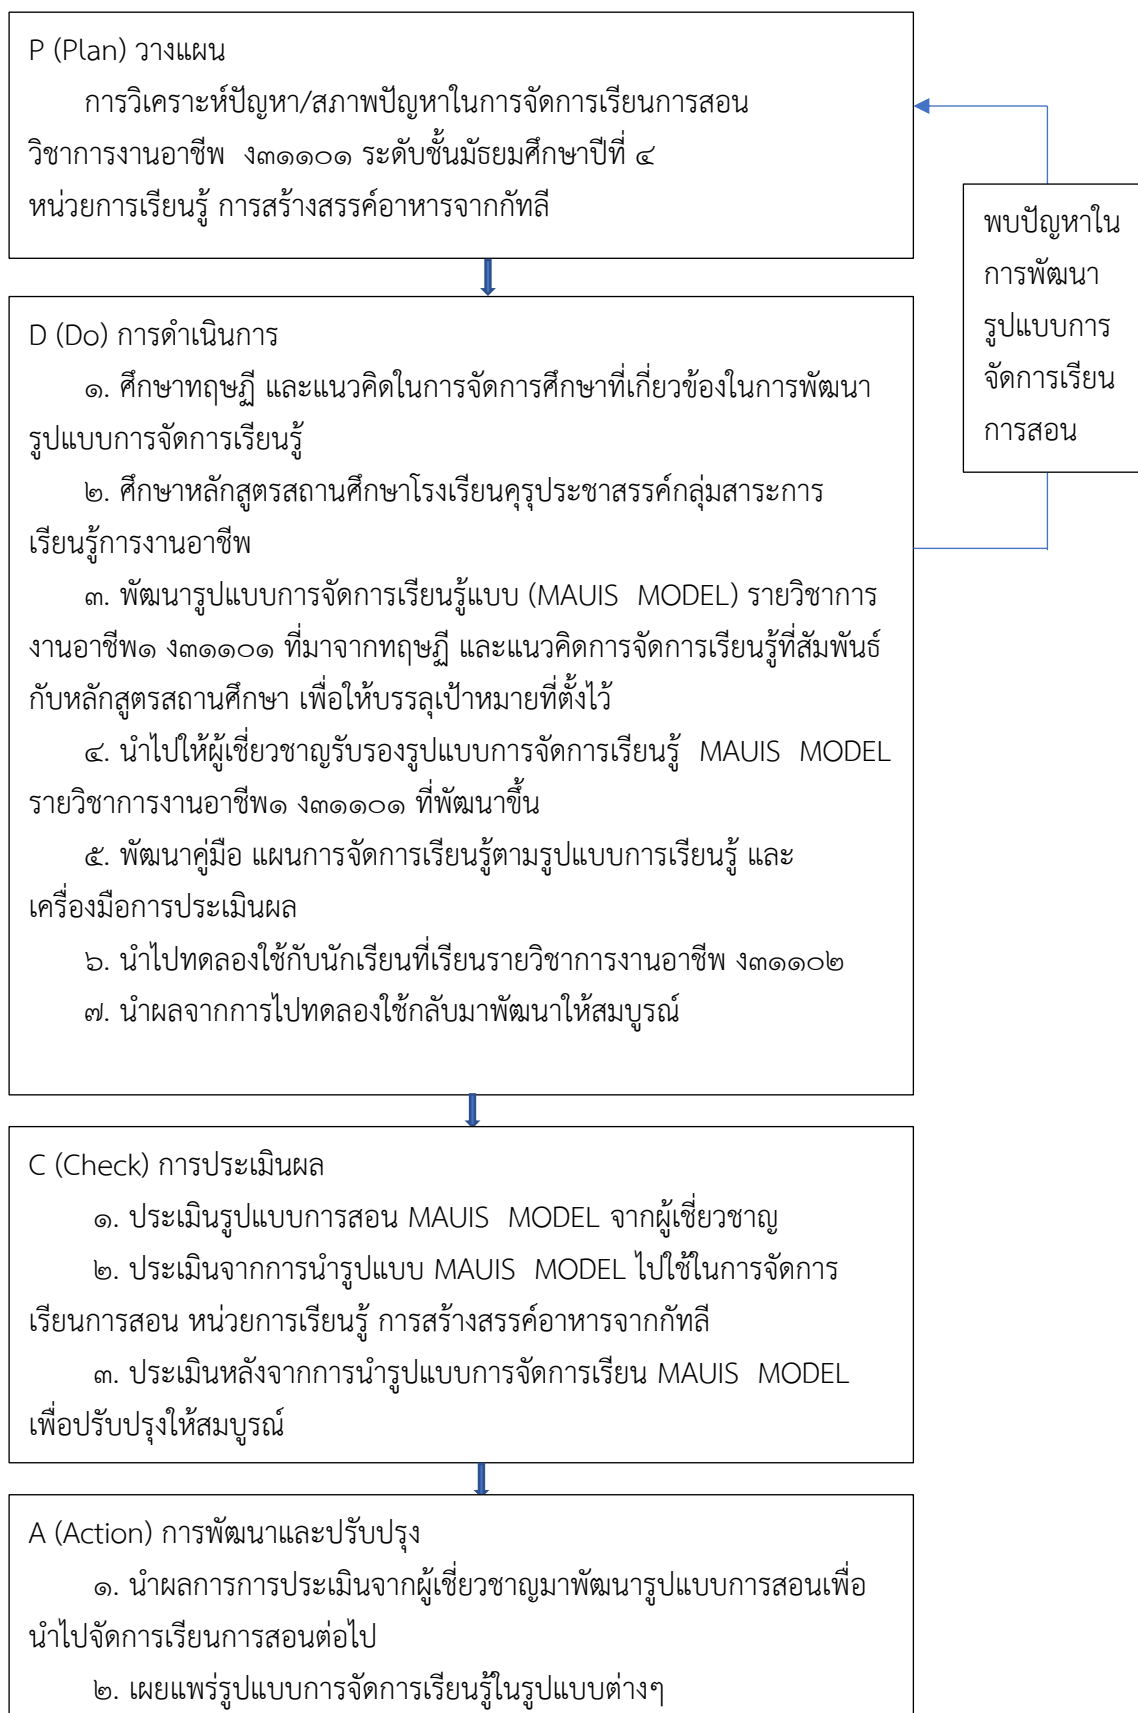 P (Plan) วางแผน
การวิเคราะห์ปัญหา/สภาพปัญหาในการจัดการเรียนการสอน
วิชาการงานอาชีพ ง๓๑๑๐๑ ระดับชั้นมัธยมศึกษาปีที่ ๔
หน่วยการเรียนรู้ การสร้างสรรค์อาหารจากกัทลี
พบปัญหาใน
การพัฒนา
รูปแบบการ
จัดการเรียน
การสอน
D (Do) การดำเนินการ
๑. ศึกษาทฤษฏี และแนวคิดในการจัดการศึกษาที่เกี่ยวข้องในการพัฒนา
รูปแบบการจัดการเรียนรู้
๒. ศึกษาหลักสูตรสถานศึกษาโรงเรียนคุรุประชาสรรค์กลุ่มสาระการ
เรียนรู้การงานอาชีพ
๓. พัฒนารูปแบบการจัดการเรียนรู้แบบ (MAUIS MODEL) รายวิชาการ
งานอาชีพ๑ ง๓๑๑๐๑ ที่มาจากทฤษฏี และแนวคิดการจัดการเรียนรู้ที่สัมพันธ์
กับหลักสูตรสถานศึกษา เพื่อให้บรรลุเป้าหมายที่ตั้งไว้
๔. นำไปให้ผู้เชี่ยวชาญรับรองรูปแบบการจัดการเรียนรู้ MAUIS MODEL
รายวิชาการงานอาชีพ๑ ง๓๑๑๐๑ ที่พัฒนาขึ้น
๕. พัฒนาคู่มือ แผนการจัดการเรียนรู้ตามรูปแบบการเรียนรู้ และ
เครื่องมือการประเมินผล
๖. นำไปทดลองใช้กับนักเรียนที่เรียนรายวิชาการงานอาชีพ ง๓๑๑๐๒
๗. นำผลจากการไปทดลองใช้กลับมาพัฒนาให้สมบูรณ์
C (Check) การประเมินผล
๑. ประเมินรูปแบบการสอน MAUIS MODEL จากผู้เชี่ยวชาญ
๒. ประเมินจากการนำรูปแบบ MAUIS MODEL ไปใช้ในการจัดการ
เรียนการสอน หน่วยการเรียนรู้ การสร้างสรรค์อาหารจากกัทลี
๓. ประเมินหลังจากการนำรูปแบบการจัดการเรียน MAUIS MODEL
เพื่อปรับปรุงให้สมบูรณ์
A (Action) การพัฒนาและปรับปรุง
๑. นำผลการการประเมินจากผู้เชี่ยวชาญมาพัฒนารูปแบบการสอนเพื่อ
นำไปจัดการเรียนการสอนต่อไป
๒. เผยแพร่รูปแบบการจัดการเรียนรู้ในรูปแบบต่างๆ